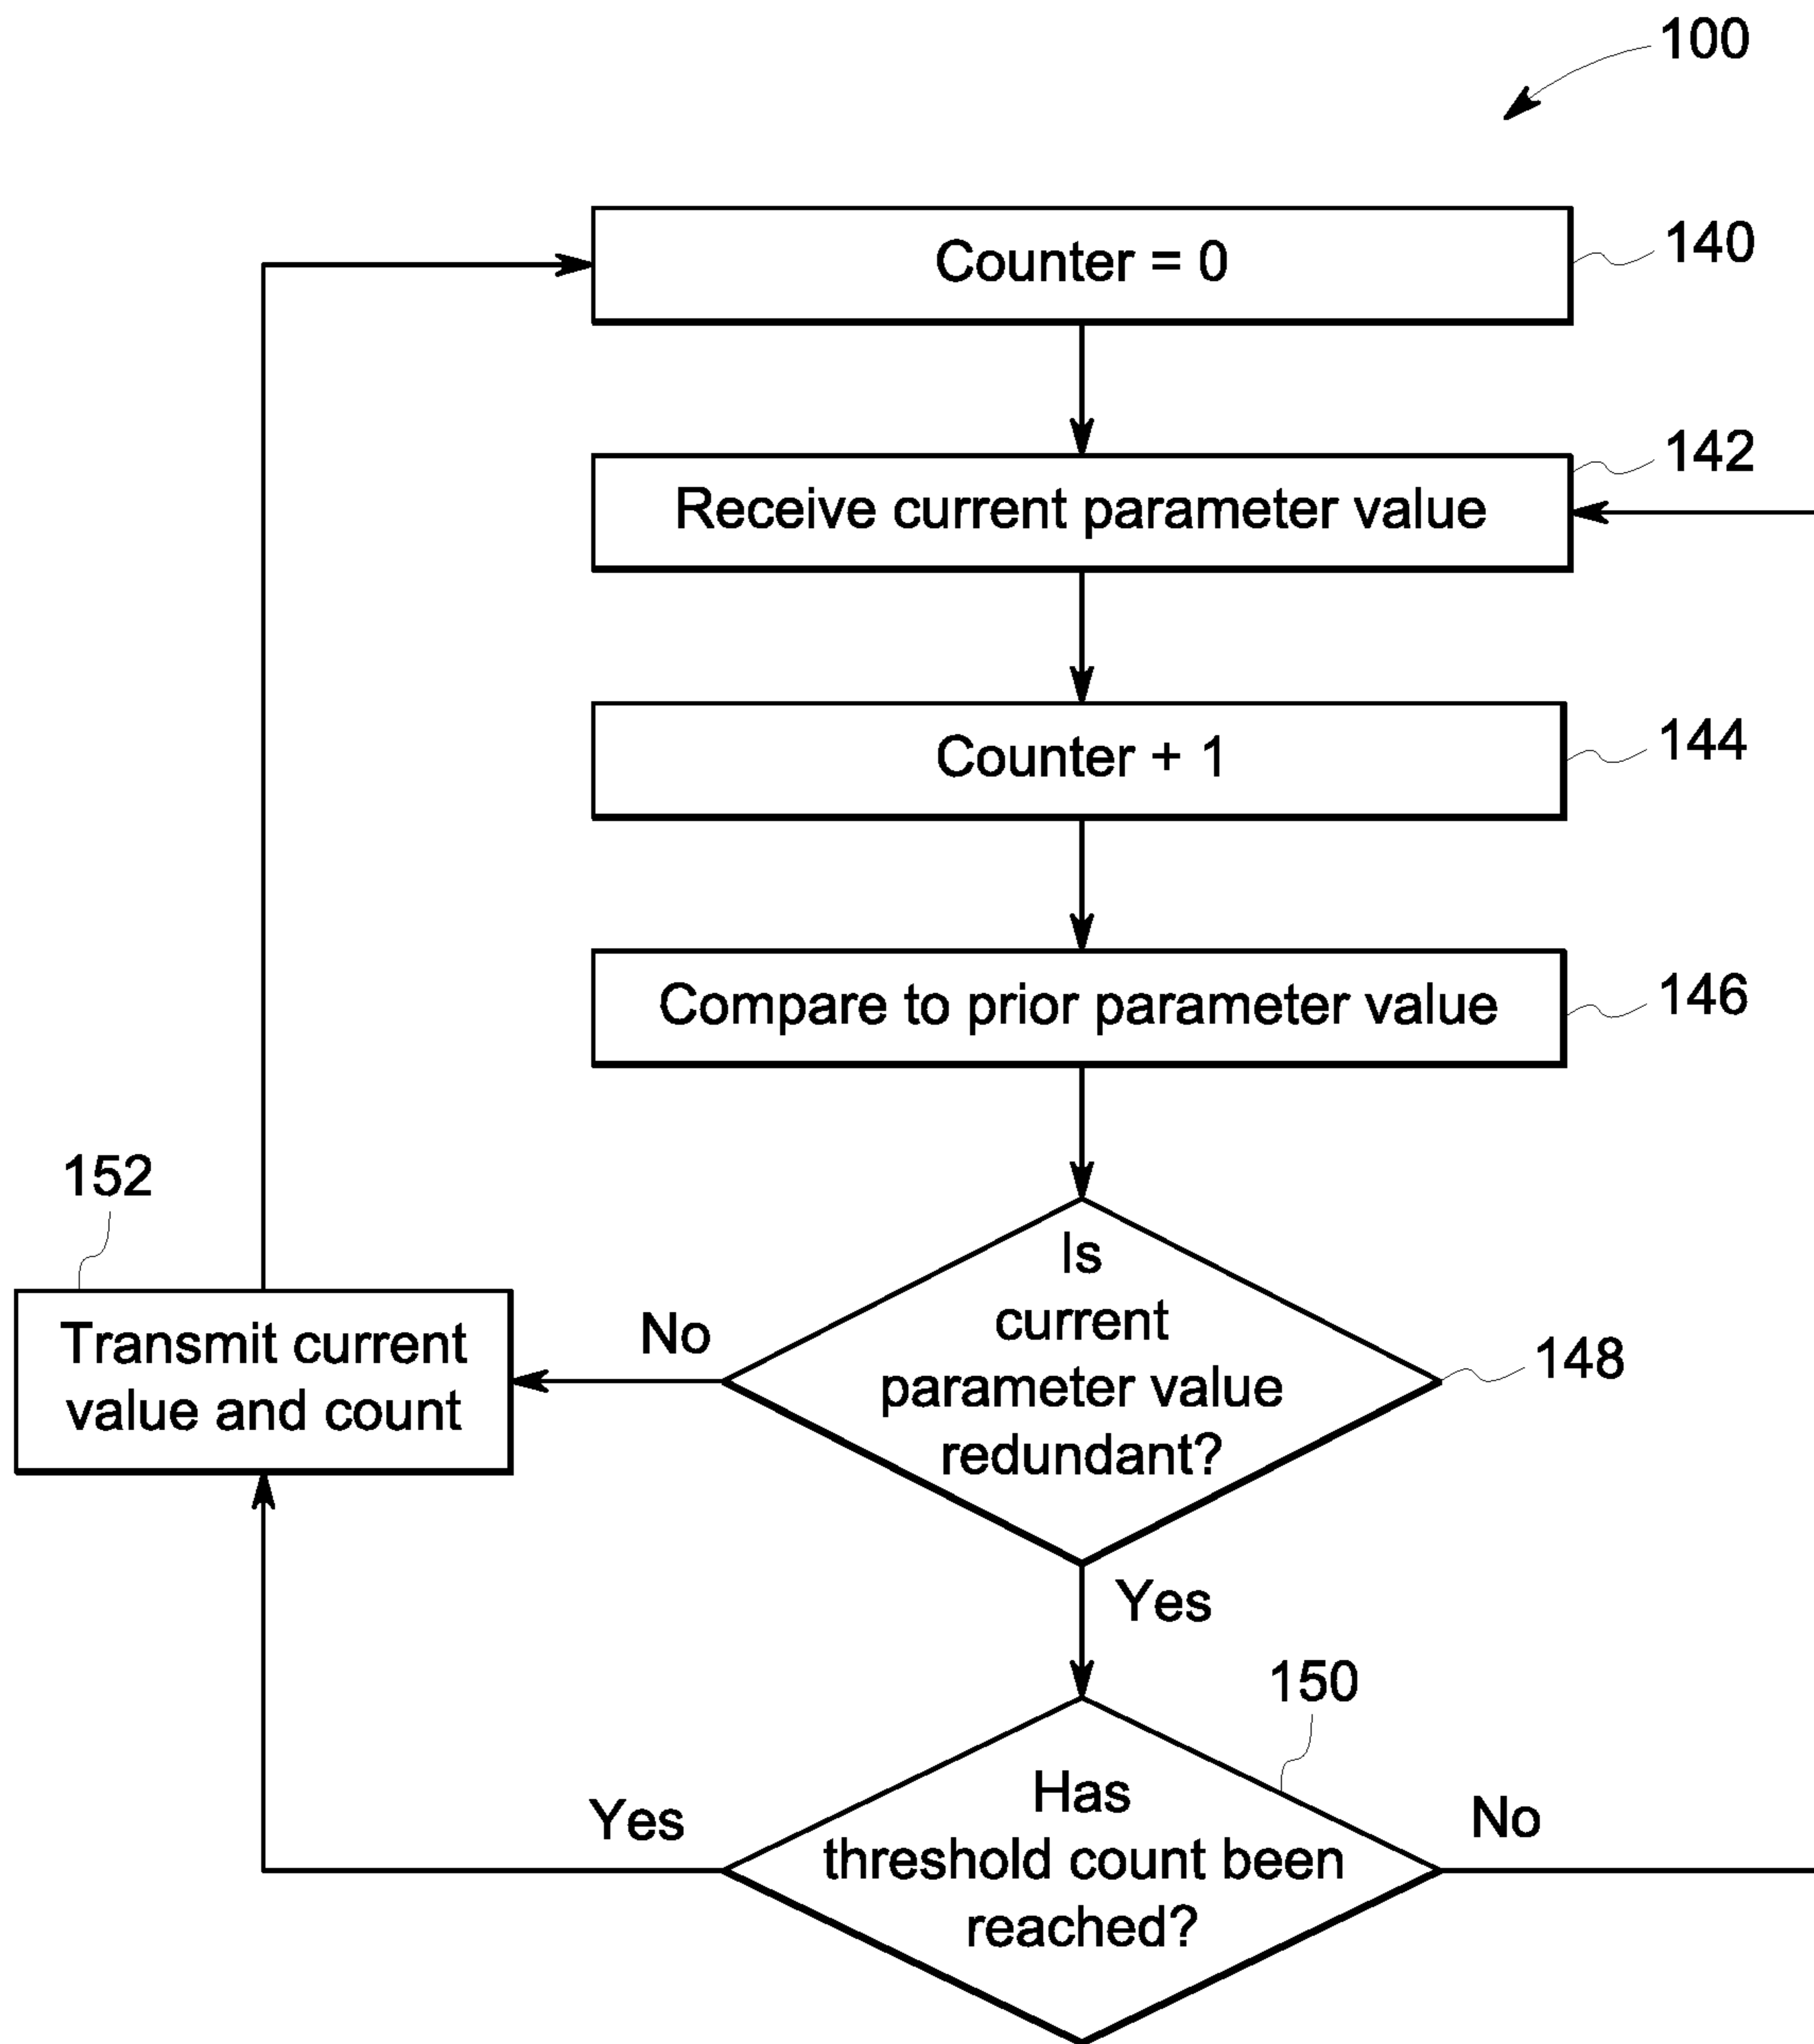 100
Counter = 0
140
Receive current parameter value
142
Counter + 1
144
Compare to prior parameter value
146
Is
current
parameter value
redundant?
148
No
152
Transmit current
value and count
Yes
150
Has
threshold count been
reached?
Yes
No